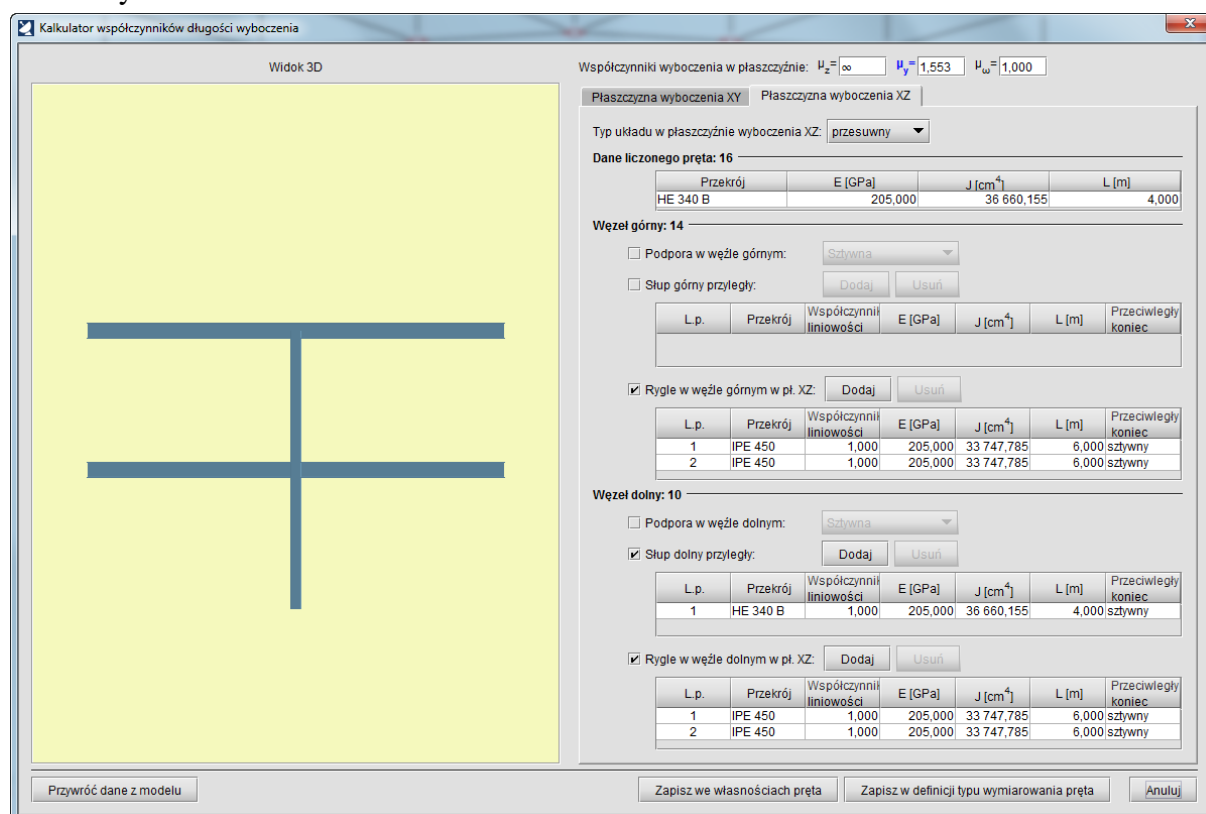 Kalkulator współczynników długości wyboczenia
x
Widok 3D
Współczynniki wyboczenia w płaszczyźnie: μz= ∞ μy= 1,553 μω= 1,000
Płaszczyzna wyboczenia XY Płaszczyzna wyboczenia XZ
Typ układu w płaszczyźnie wyboczenia XZ: przesuwny
Dane liczonego pręta: 16
Przekrój E [GPa] J [cm⁴] L [m]
HE 340 B 205,000 36 660,155 4,000
Węzeł górny: 14
Podpora w węźle górnym: Sztywna
Słup górny przyległy: Dodaj Usuń
L.p. Przekrój Współczynnik liniowości E [GPa] J [cm⁴] L [m] Przeciwległy koniec
Rygle w węźle górnym w pł. XZ: Dodaj Usuń
L.p. Przekrój Współczynnik liniowości E [GPa] J [cm⁴] L [m] Przeciwległy koniec
1 IPE 450 1,000 205,000 33 747,785 6,000 sztywny
2 IPE 450 1,000 205,000 33 747,785 6,000 sztywny
Węzeł dolny: 10
Podpora w węźle dolnym: Sztywna
Słup dolny przyległy: Dodaj Usuń
L.p. Przekrój Współczynnik liniowości E [GPa] J [cm⁴] L [m] Przeciwległy koniec
1 HE 340 B 1,000 205,000 36 660,155 4,000 sztywny
Rygle w węźle dolnym w pł. XZ: Dodaj Usuń
L.p. Przekrój Współczynnik liniowości E [GPa] J [cm⁴] L [m] Przeciwległy koniec
1 IPE 450 1,000 205,000 33 747,785 6,000 sztywny
2 IPE 450 1,000 205,000 33 747,785 6,000 sztywny
Przywróć dane z modelu Zapisz we własnościach pręta Zapisz w definicji typu wymiarowania pręta Anuluj